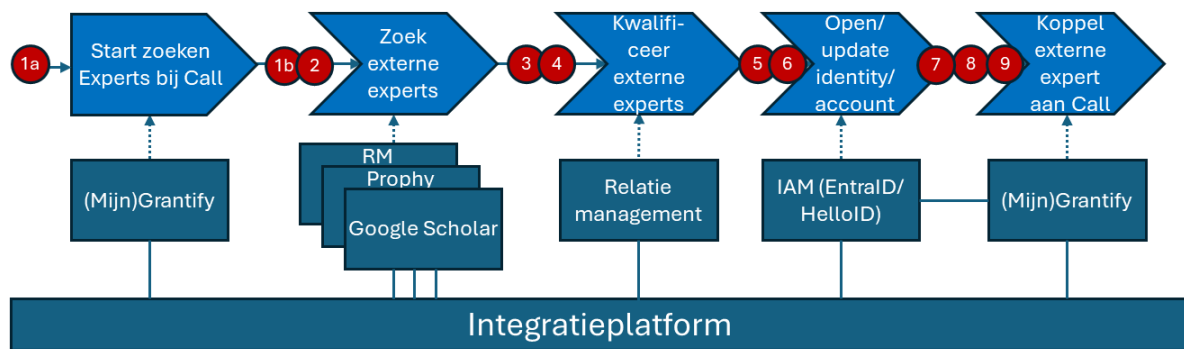 1a
Start zoeken
Experts bij Call
1b
2
Zoek
externe
experts
3
4
Kwalifi-
ceer
externe
experts
5
6
Open/
update
identity/
account
7
8
9
Koppel
externe
expert
aan Call
(Mijn)Grantify
RM
Prophy
Google Scholar
Relatie
management
IAM (EntraID/
HelloID)
(Mijn)Grantify
Integratieplatform